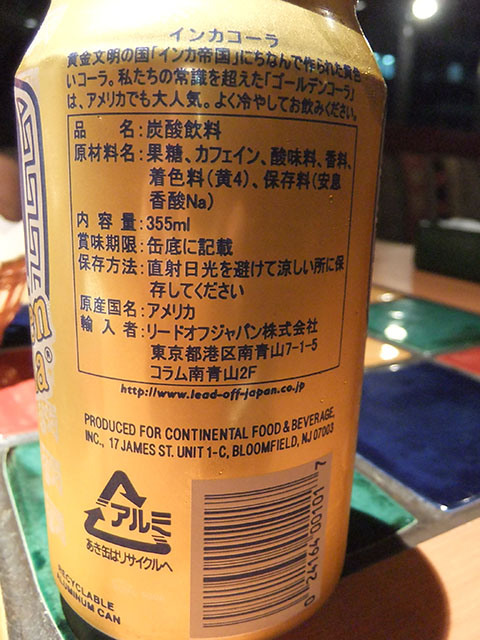 インカコーラ
黄金文明の国「インカ帝国」にちなんで作られた黄色
いコーラ。私たちの常識を超えた「ゴールデンコーラ」
は、アメリカでも大人気。よく冷やしてお飲みください。
品　　名：炭酸飲料
原材料名：果糖、カフェイン、酸味料、香料、
着色料（黄4）、保存料（安息
香酸Na）
内 容 量：355ml
賞味期限：缶底に記載
保存方法：直射日光を避けて涼しい所に保
存してください
原産国名：アメリカ
輸 入 者：リードオフジャパン株式会社
東京都港区南青山7-1-5
コラム南青山2F
http://www.lead-off-japan.co.jp
PRODUCED FOR CONTINENTAL FOOD & BEVERAGE,
INC., 17 JAMES ST. UNIT 1-C, BLOOMFIELD, NJ 07003
アルミ
あき缶はリサイクルへ
RECYCLABLE
ALUMINUM CAN
0 24164 00101 7